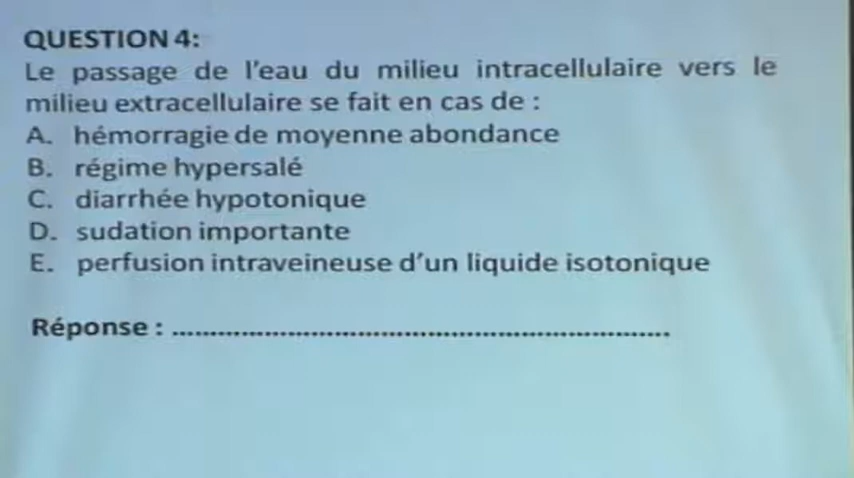 QUESTION 4:
Le passage de l'eau du milieu intracellulaire vers le
milieu extracellulaire se fait en cas de :
A. hémorragie de moyenne abondance
B. régime hypersalé
C. diarrhée hypotonique
D. sudation importante
E. perfusion intraveineuse d'un liquide isotonique
Réponse : ................................................................